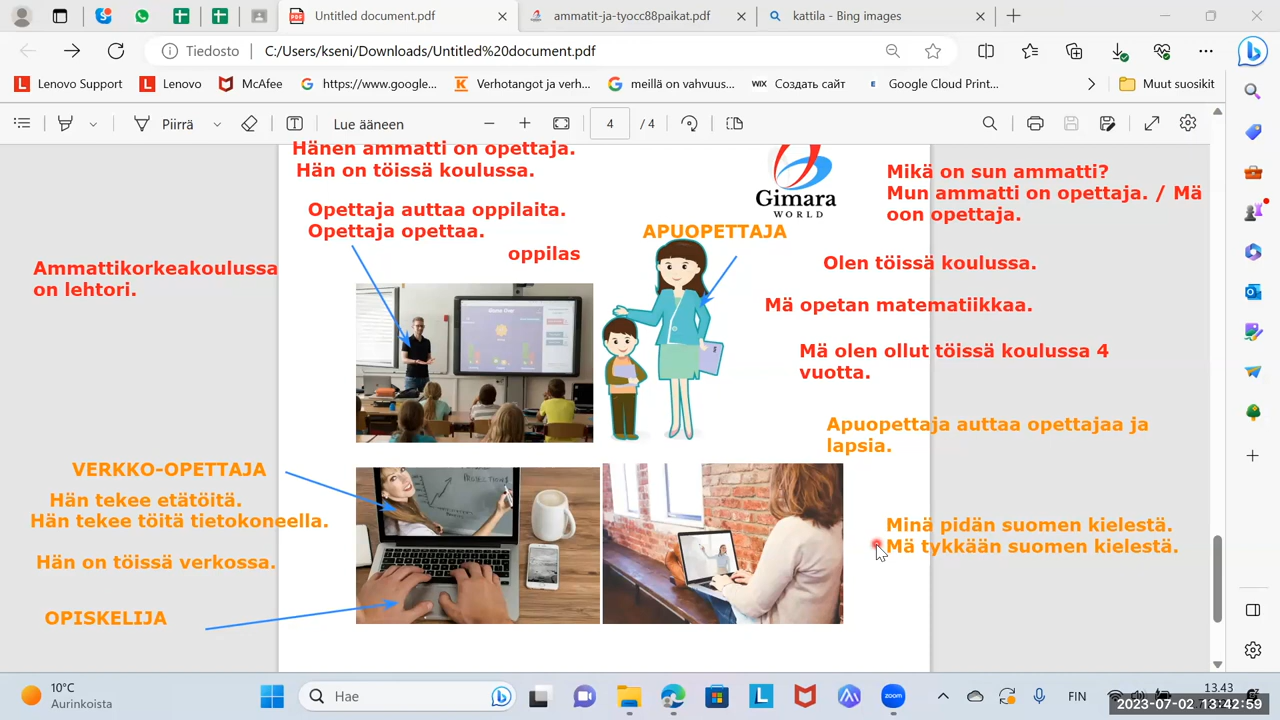 Untitled document.pdf
ammatit-ja-tyocc88paikat.pdf
kattila - Bing images
Tiedosto
C:/Users/kseni/Downloads/Untitled%20document.pdf
Lenovo Support
Lenovo
McAfee
https://www.google...
Verhotangot ja verh...
meillä on vahvuus...
WIX
Создать сайт
Google Cloud Print...
Muut suosikit
Piirrä
Lue ääneen
4
/ 4
Hänen ammatti on opettaja.
Hän on töissä koulussa.
Opettaja auttaa oppilaita.
Opettaja opettaa.
oppilas
Ammattikorkeakoulussa
on lehtori.
Gimara
WORLD
APUOPETTAJA
Mikä on sun ammatti?
Mun ammatti on opettaja. / Mä
oon opettaja.
Olen töissä koulussa.
Mä opetan matematiikkaa.
Mä olen ollut töissä koulussa 4
vuotta.
Apuopettaja auttaa opettajaa ja
lapsia.
VERKKO-OPETTAJA
Hän tekee etätöitä.
Hän tekee töitä tietokoneella.
Hän on töissä verkossa.
OPISKELIJA
Minä pidän suomen kielestä.
Mä tykkään suomen kielestä.
10°C
Aurinkoista
Hae
zoom
FIN
13.43
2023-07-02 13:42:59